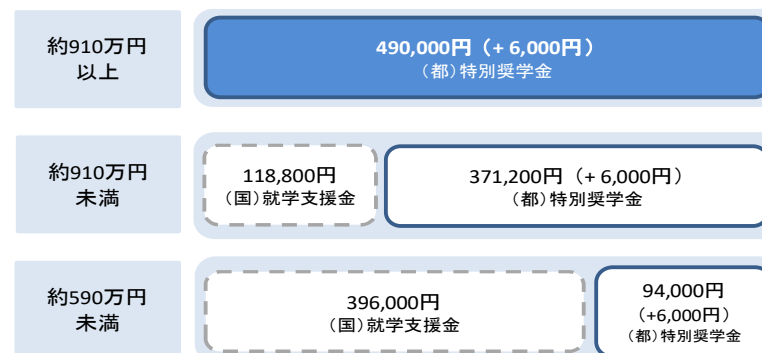 約910万円
以上
490,000円（+ 6,000円）
（都）特別奨学金
約910万円
未満
118,800円
（国）就学支援金
371,200円（+ 6,000円）
（都）特別奨学金
約590万円
未満
396,000円
（国）就学支援金
94,000円
（+6,000円）
（都）特別奨学金